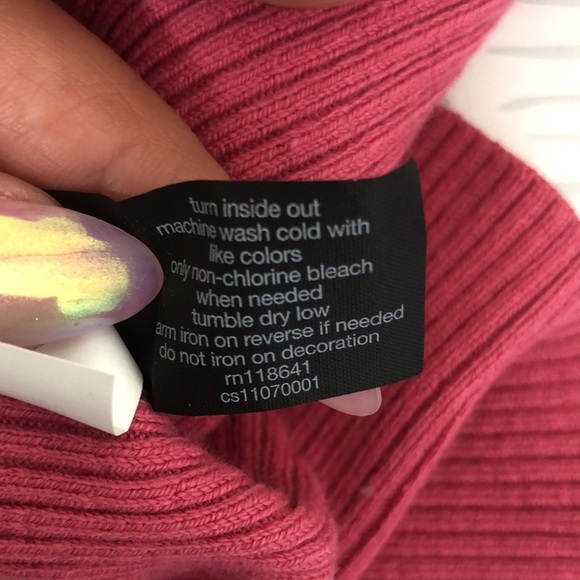 turn inside out
machine wash cold with
like colors
only non-chlorine bleach
when needed
tumble dry low
arm iron on reverse if needed
do not iron on decoration
rn118641
cs11070001